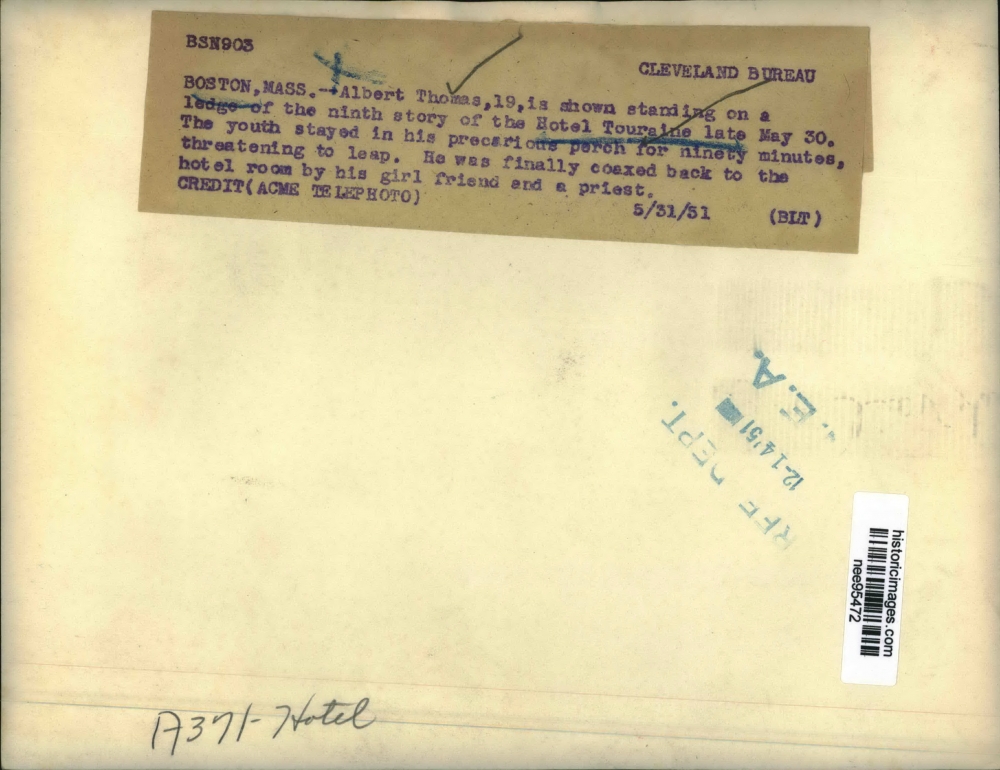 BSN903
CLEVELAND BUREAU
BOSTON,MASS.--Albert Thomas,19,is shown standing on a
ledge of the ninth story of the Hotel Touraine late May 30.
The youth stayed in his precarious perch for ninety minutes,
threatening to leap. He was finally coaxed back to the
hotel room by his girl friend and a priest.
CREDIT(ACME TELEPHOTO) 5/31/51 (BLT)
.E.A.
12-14'51
REF DEPT.
historicimages.com
nee95472
A371- Hotel